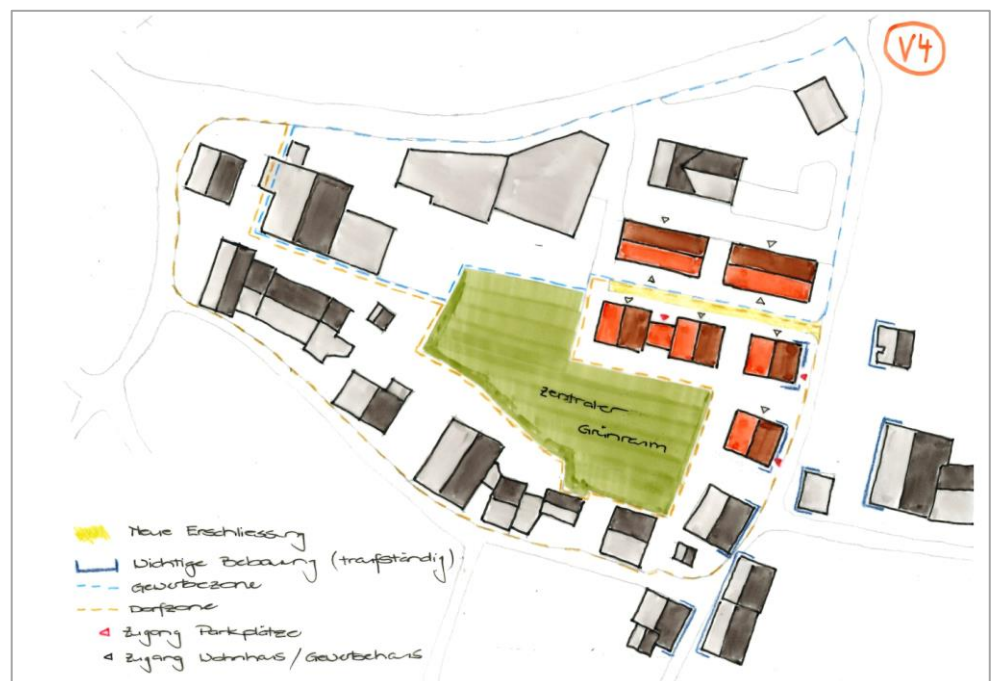 V4
Zentraler
Grünraum
Neue Erschliessung
Wichtige Bebauung (traufständig)
Gewerbezone
Dorfzone
Zugang Parkplätze
Zugang Wohnhaus / Gewerbehaus